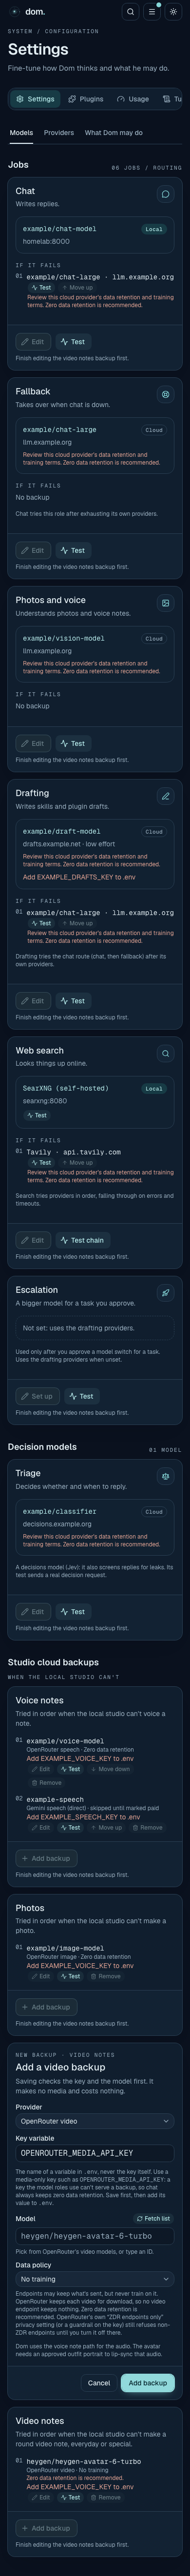 dom.
SYSTEM / CONFIGURATION
Settings
Fine-tune how Dom thinks and what he may do.
Settings
Plugins
Usage
Tu
Models
Providers
What Dom may do
Jobs
06 JOBS / ROUTING
Chat
Writes replies.
example/chat-model
Local
homelab:8000
IF IT FAILS
01 example/chat-large · llm.example.org
Test
Move up
Review this cloud provider's data retention and training
terms. Zero data retention is recommended.
Edit
Test
Finish editing the video notes backup first.
Fallback
Takes over when chat is down.
example/chat-large
Cloud
llm.example.org
Review this cloud provider's data retention and
training terms. Zero data retention is recommended.
IF IT FAILS
No backup
Chat tries this role after exhausting its own providers.
Edit
Test
Finish editing the video notes backup first.
Photos and voice
Understands photos and voice notes.
example/vision-model
Cloud
llm.example.org
Review this cloud provider's data retention and
training terms. Zero data retention is recommended.
IF IT FAILS
No backup
Edit
Test
Finish editing the video notes backup first.
Drafting
Writes skills and plugin drafts.
example/draft-model
Cloud
drafts.example.net · low effort
Review this cloud provider's data retention and
training terms. Zero data retention is recommended.
Add EXAMPLE_DRAFTS_KEY to .env
IF IT FAILS
01 example/chat-large · llm.example.org
Test
Move up
Review this cloud provider's data retention and training
terms. Zero data retention is recommended.
Drafting tries the chat route (chat, then fallback) after its
own providers.
Edit
Test
Finish editing the video notes backup first.
Web search
Looks things up online.
SearXNG (self-hosted)
Local
searxng:8080
Test
IF IT FAILS
01 Tavily · api.tavily.com
Test
Move up
Review this cloud provider's data retention and training
terms. Zero data retention is recommended.
Search tries providers in order, falling through on errors and
timeouts.
Edit
Test chain
Finish editing the video notes backup first.
Escalation
A bigger model for a task you approve.
Not set: uses the drafting providers.
Used only after you approve a model switch for a task.
Uses the drafting providers when unset.
Set up
Test
Finish editing the video notes backup first.
Decision models
01 MODEL
Triage
Decides whether and when to reply.
example/classifier
Cloud
decisions.example.org
Review this cloud provider's data retention and
training terms. Zero data retention is recommended.
A decisions model (Jev): It also screens replies for leaks. Its
test sends a real decision request.
Edit
Test
Finish editing the video notes backup first.
Studio cloud backups
WHEN THE LOCAL STUDIO CAN'T
Voice notes
Tried in order when the local studio can't voice a
note.
01 example/voice-model
OpenRouter speech · Zero data retention
Add EXAMPLE_VOICE_KEY to .env
Edit
Test
Move down
Remove
02 example-speech
Gemini speech (direct) · skipped until marked paid
Add EXAMPLE_SPEECH_KEY to .env
Edit
Test
Move up
Remove
Add backup
Finish editing the video notes backup first.
Photos
Tried in order when the local studio can't make a
photo.
01 example/image-model
OpenRouter image · Zero data retention
Add EXAMPLE_VOICE_KEY to .env
Edit
Test
Remove
Add backup
Finish editing the video notes backup first.
NEW BACKUP · VIDEO NOTES
Add a video backup
Saving checks the key and the model first. It
makes no media and costs nothing.
Provider
OpenRouter video
Key variable
OPENROUTER_MEDIA_API_KEY
The name of a variable in .env, never the key itself. Use a
media-only key such as OPENROUTER_MEDIA_API_KEY: a
key the model roles use can't serve a backup, so chat
always keeps zero data retention. Save first, then add its
value to .env.
Model
Fetch list
heygen/heygen-avatar-6-turbo
Pick from OpenRouter's video models, or type an ID.
Data policy
No training
Endpoints may keep what's sent, but never train on it.
OpenRouter keeps each video for download, so no video
endpoint keeps nothing. Zero data retention is
recommended. OpenRouter's own "ZDR endpoints only"
privacy setting (or a guardrail on the key) still refuses non-
ZDR endpoints until you turn it off there.
Dom uses the voice note path for the audio. The avatar
needs an approved outfit portrait to lip-sync that audio.
Cancel
Add backup
Video notes
Tried in order when the local studio can't make a
round video note, everyday or special.
01 heygen/heygen-avatar-6-turbo
OpenRouter video · No training
Zero data retention is recommended.
Add EXAMPLE_VOICE_KEY to .env
Edit
Test
Remove
Add backup
Finish editing the video notes backup first.